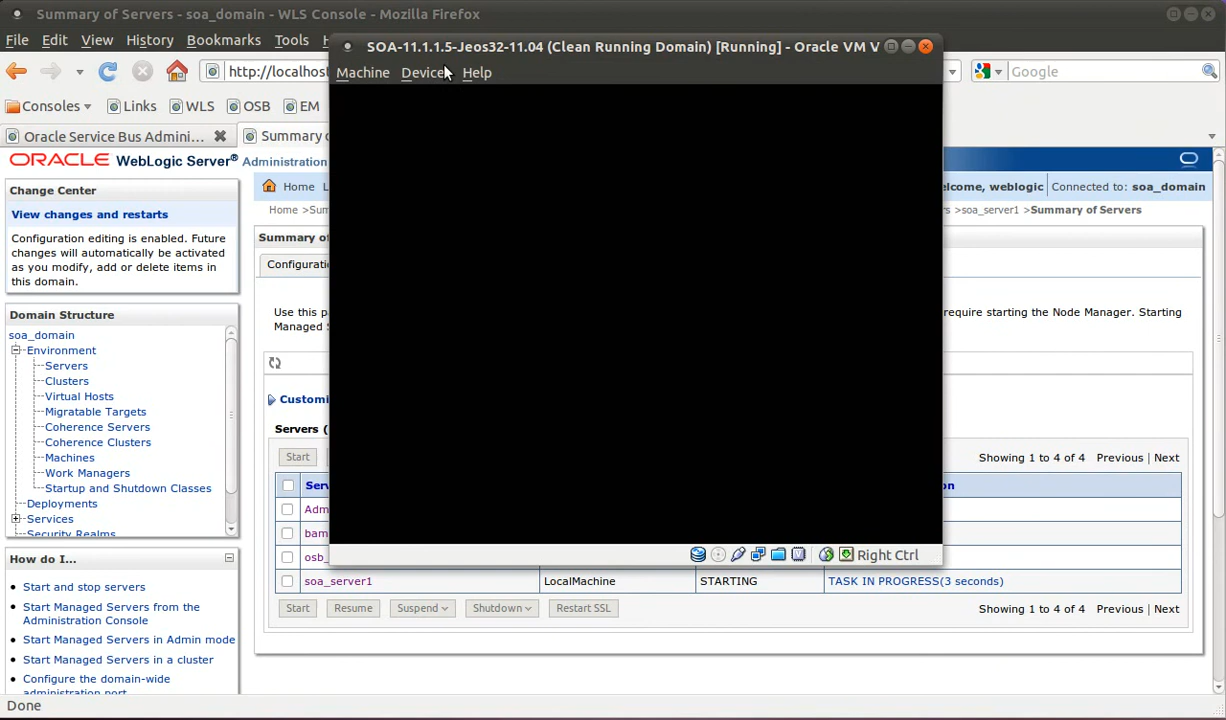 Summary of Servers - soa_domain - WLS Console - Mozilla Firefox
File Edit View History Bookmarks Tools
SOA-11.1.1.5-Jeos32-11.04 (Clean Running Domain) [Running] - Oracle VM V
Machine Device Help
http://localhost
Google
Consoles Links WLS OSB EM
Oracle Service Bus Admini... Summary
ORACLE WebLogic Server® Administration
Change Center
View changes and restarts
Configuration editing is enabled. Future
changes will automatically be activated
as you modify, add or delete items in
this domain.
Domain Structure
soa_domain
Environment
Servers
Clusters
Virtual Hosts
Migratable Targets
Coherence Servers
Coherence Clusters
Machines
Work Managers
Startup and Shutdown Classes
Deployments
Services
Security Realms
How do I...
Start and stop servers
Start Managed Servers from the
Administration Console
Start Managed Servers in Admin mode
Start Managed Servers in a cluster
Configure the domain-wide
administration port
Home
elcome, weblogic Connected to: soa_domain
Home >Sum
rs >soa_server1 >Summary of Servers
Summary of
Configuratio
Use this p
require starting the Node Manager. Starting
Managed S
Customi
Servers (
Start
Showing 1 to 4 of 4 Previous | Next
Serv
on
Adm
bam
osb_
soa_server1 LocalMachine STARTING TASK IN PROGRESS(3 seconds)
Start Resume Suspend Shutdown Restart SSL
Showing 1 to 4 of 4 Previous | Next
Right Ctrl
Done